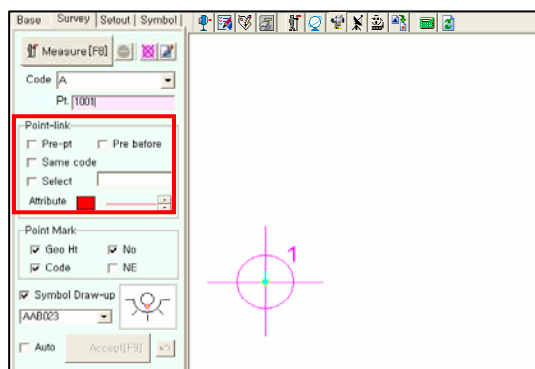 Base Survey Setout Symbol
Measure[F8]
Code A
Pt. 1001
Point-link
Pre-pt Pre before
Same code
Select
Attribute
Point Mark
Geo Ht No
Code NE
Symbol Draw-up
AAB023
Auto Accept[F9]
1